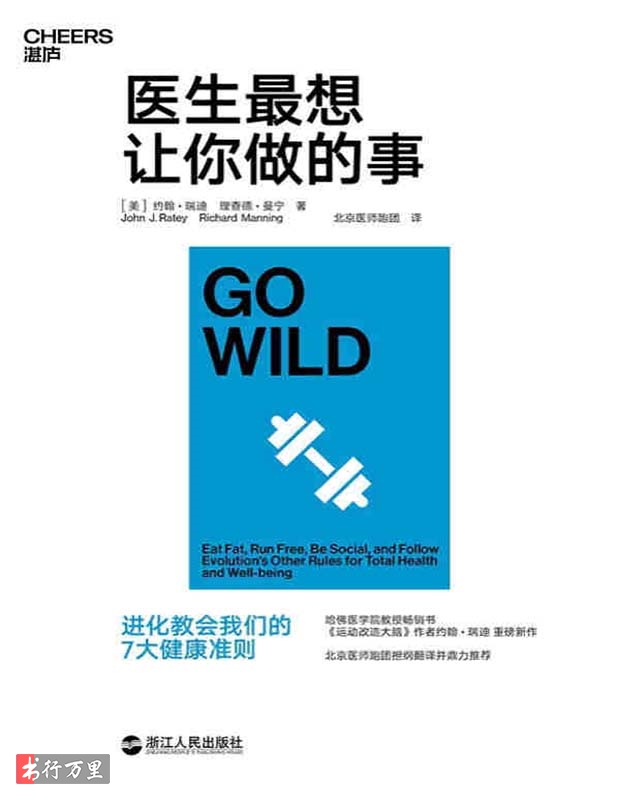 CHEERS
湛庐
医生最想
让你做的事
[美] 约翰·瑞迪 理查德·曼宁 著
John J. Ratey Richard Manning 北京医师跑团 译
GO
WILD
Eat Fat, Run Free, Be Social, and Follow
Evolution's Other Rules for Total Health
and Well-being
进化教会我们的
7大健康准则
哈佛医学院教授畅销书
《运动改造大脑》作者约翰·瑞迪 重磅新作
北京医师跑团担纲翻译并鼎力推荐
浙江人民出版社
书行万里